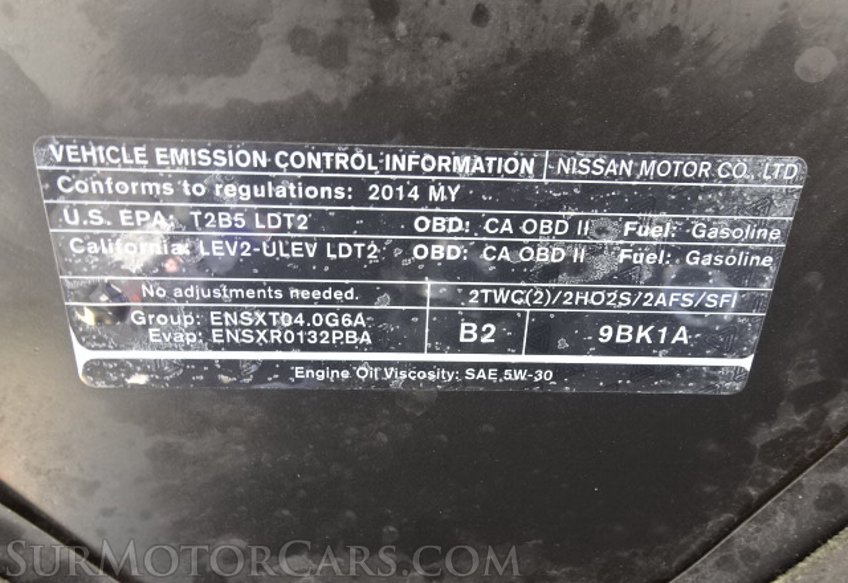 VEHICLE EMISSION CONTROL INFORMATION NISSAN MOTOR CO., LTD
Conforms to regulations: 2014 MY
U.S. EPA: T2B5 LDT2 OBD: CA OBD II Fuel: Gasoline
California: LEV2-ULEV LDT2 OBD: CA OBD II Fuel: Gasoline
No adjustments needed. 2TWC(2)/2HO2S/2AFS/SFI
Group: ENSXT04.0G6A
Evap: ENSXR0132PBA
B2 9BK1A
Engine Oil Viscosity: SAE 5W-30
SurMotorCars.com